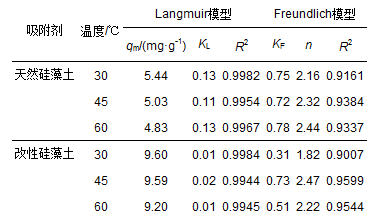 吸附剂 温度/℃ Langmuir模型 Freundlich模型
qm/(mg·g-1) KL R2 KF n R2
天然硅藻土 30 5.44 0.13 0.9982 0.75 2.16 0.9161
45 5.03 0.11 0.9954 0.72 2.32 0.9384
60 4.83 0.13 0.9967 0.78 2.44 0.9337
改性硅藻土 30 9.60 0.01 0.9984 0.31 1.82 0.9007
45 9.59 0.02 0.9944 0.73 2.47 0.9599
60 9.20 0.01 0.9945 0.51 2.22 0.9544